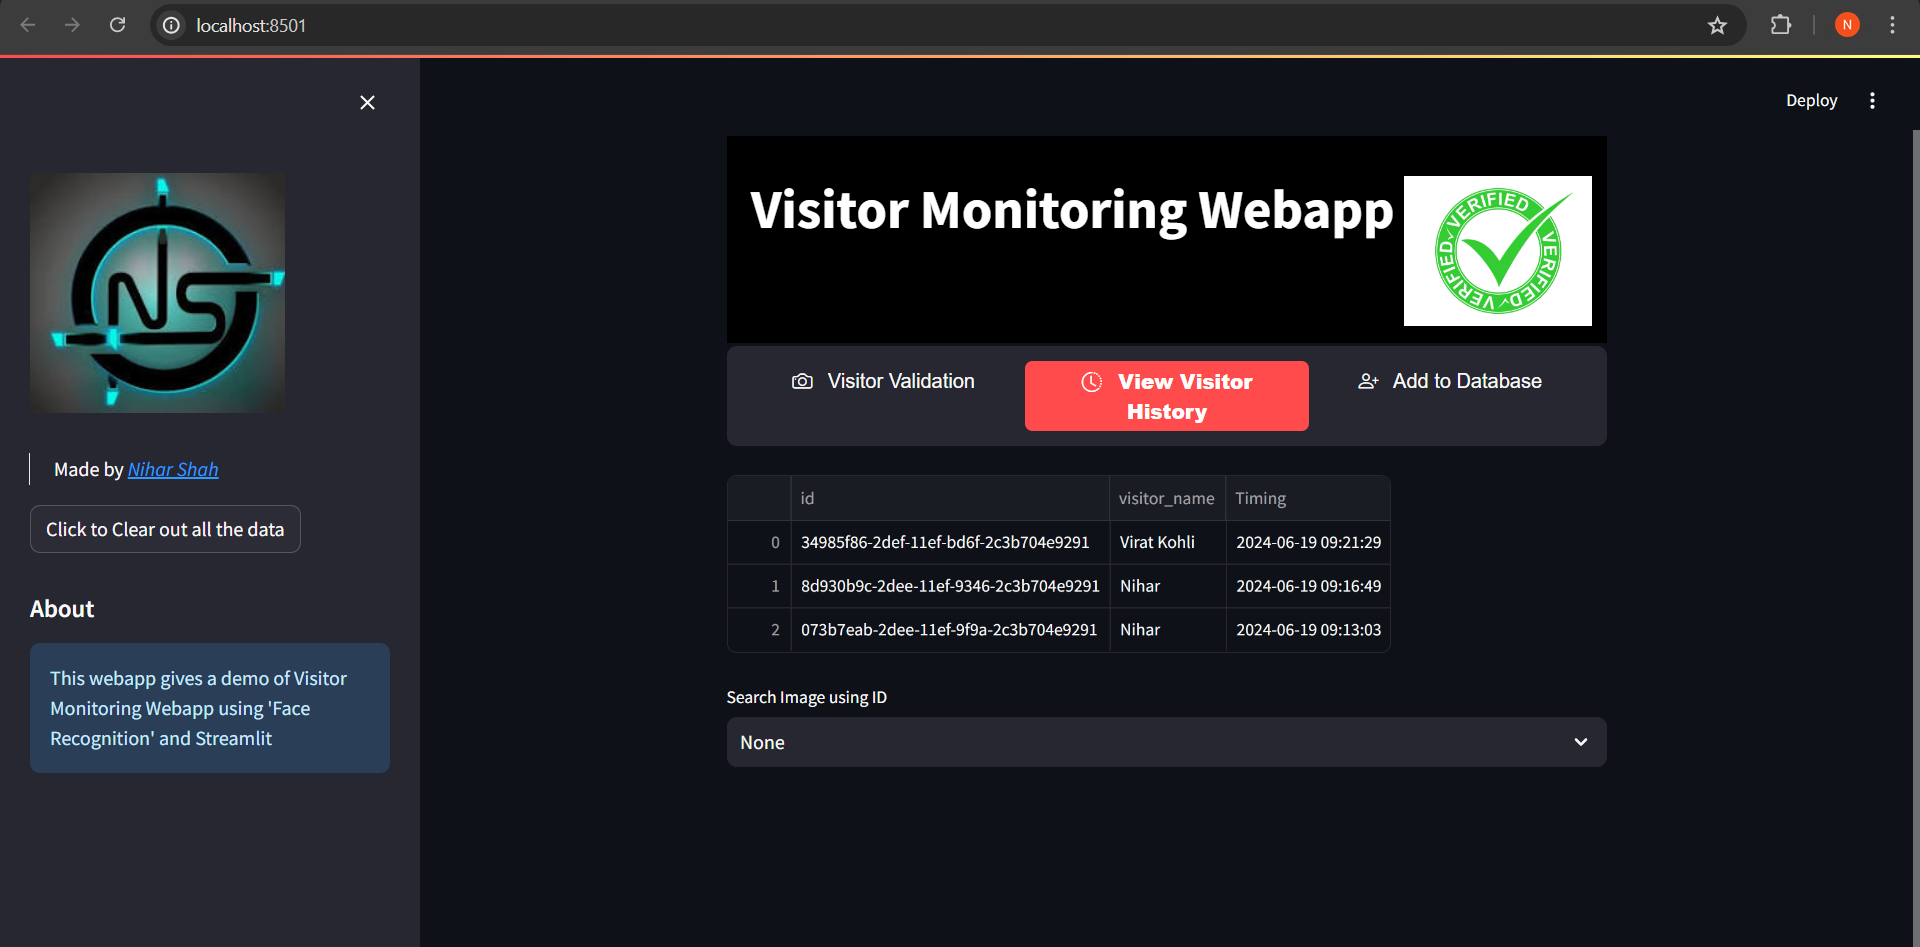 localhost:8501
N
Deploy
NS
Made by Nihar Shah
Click to Clear out all the data
About
This webapp gives a demo of Visitor
Monitoring Webapp using 'Face
Recognition' and Streamlit
Visitor Monitoring Webapp
VERIFIED VERIFIED VERIFIED VERIFIED
Visitor Validation
View Visitor
History
Add to Database
id visitor_name Timing
0 34985f86-2def-11ef-bd6f-2c3b704e9291 Virat Kohli 2024-06-19 09:21:29
1 8d930b9c-2dee-11ef-9346-2c3b704e9291 Nihar 2024-06-19 09:16:49
2 073b7eab-2dee-11ef-9f9a-2c3b704e9291 Nihar 2024-06-19 09:13:03
Search Image using ID
None